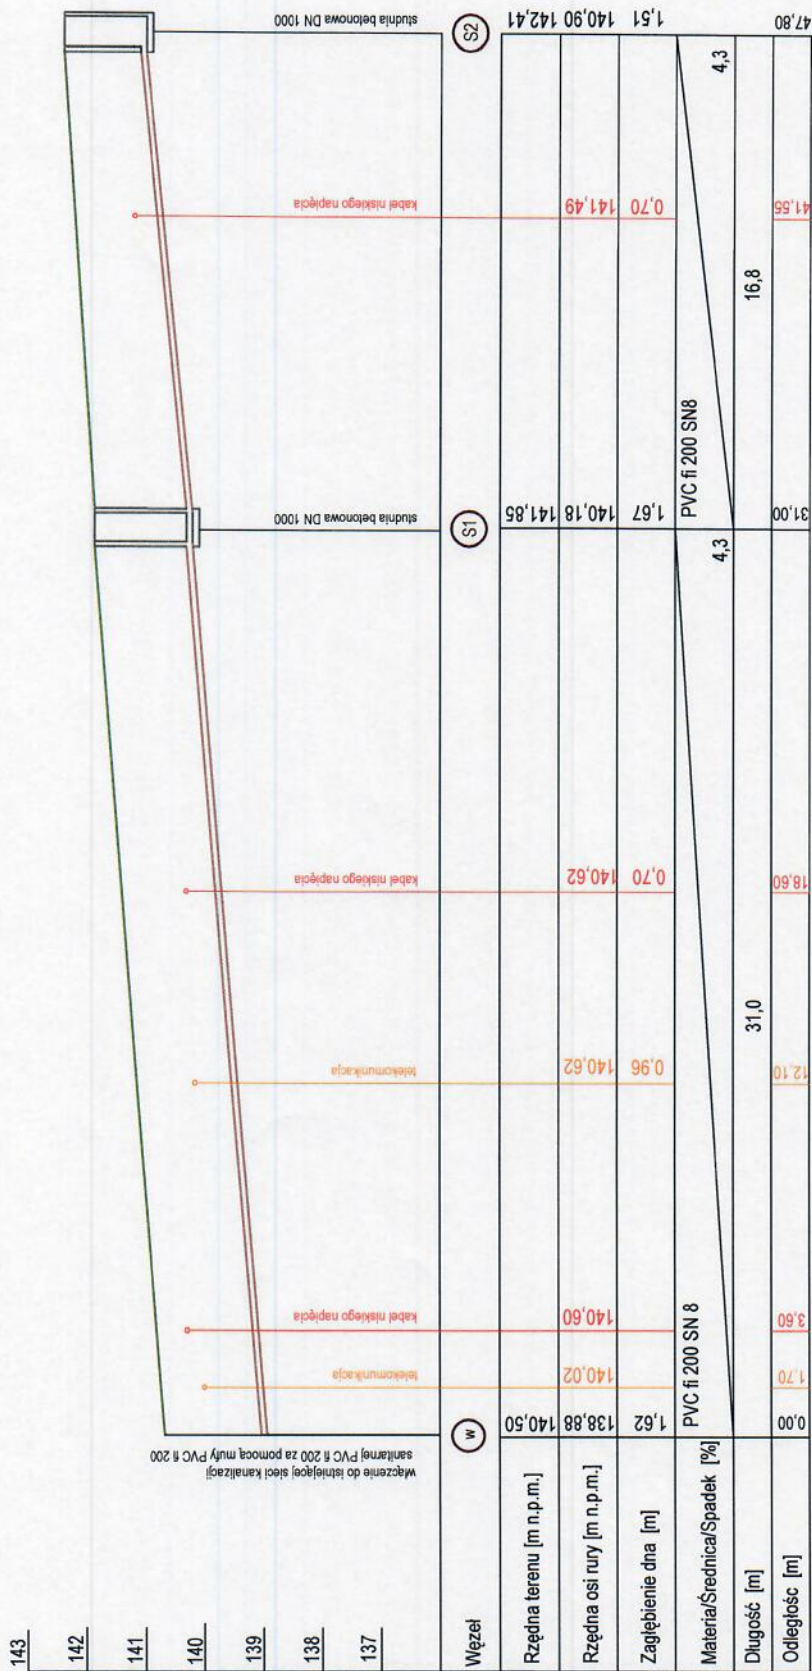 143
142
141
140
139
138
137
włączenie do istniejącej sieci kanalizacji
sanitarnej PVC fi 200 za pomocą mufy PVC fi 200
telekomunikacja
kabel niskiego napięcia
telekomunikacja
kabel niskiego napięcia
studnia betonowa DN 1000
kabel niskiego napięcia
studnia betonowa DN 1000
Węzeł
w
S1
S2
Rzędna terenu [m n.p.m.]
140,50
141,85
142,41
Rzędna osi rury [m n.p.m.]
138,88
140,02
140,60
140,62
140,62
140,18
141,49
140,90
Zagłębienie dna [m]
1,62
0,96
0,70
1,67
0,70
1,51
Materia/Średnica/Spadek [%]
PVC fi 200 SN 8
4,3
PVC fi 200 SN8
4,3
Długość [m]
31,0
16,8
Odległośc [m]
0,00
1,70
3,60
12,10
18,60
31,00
41,55
47,80